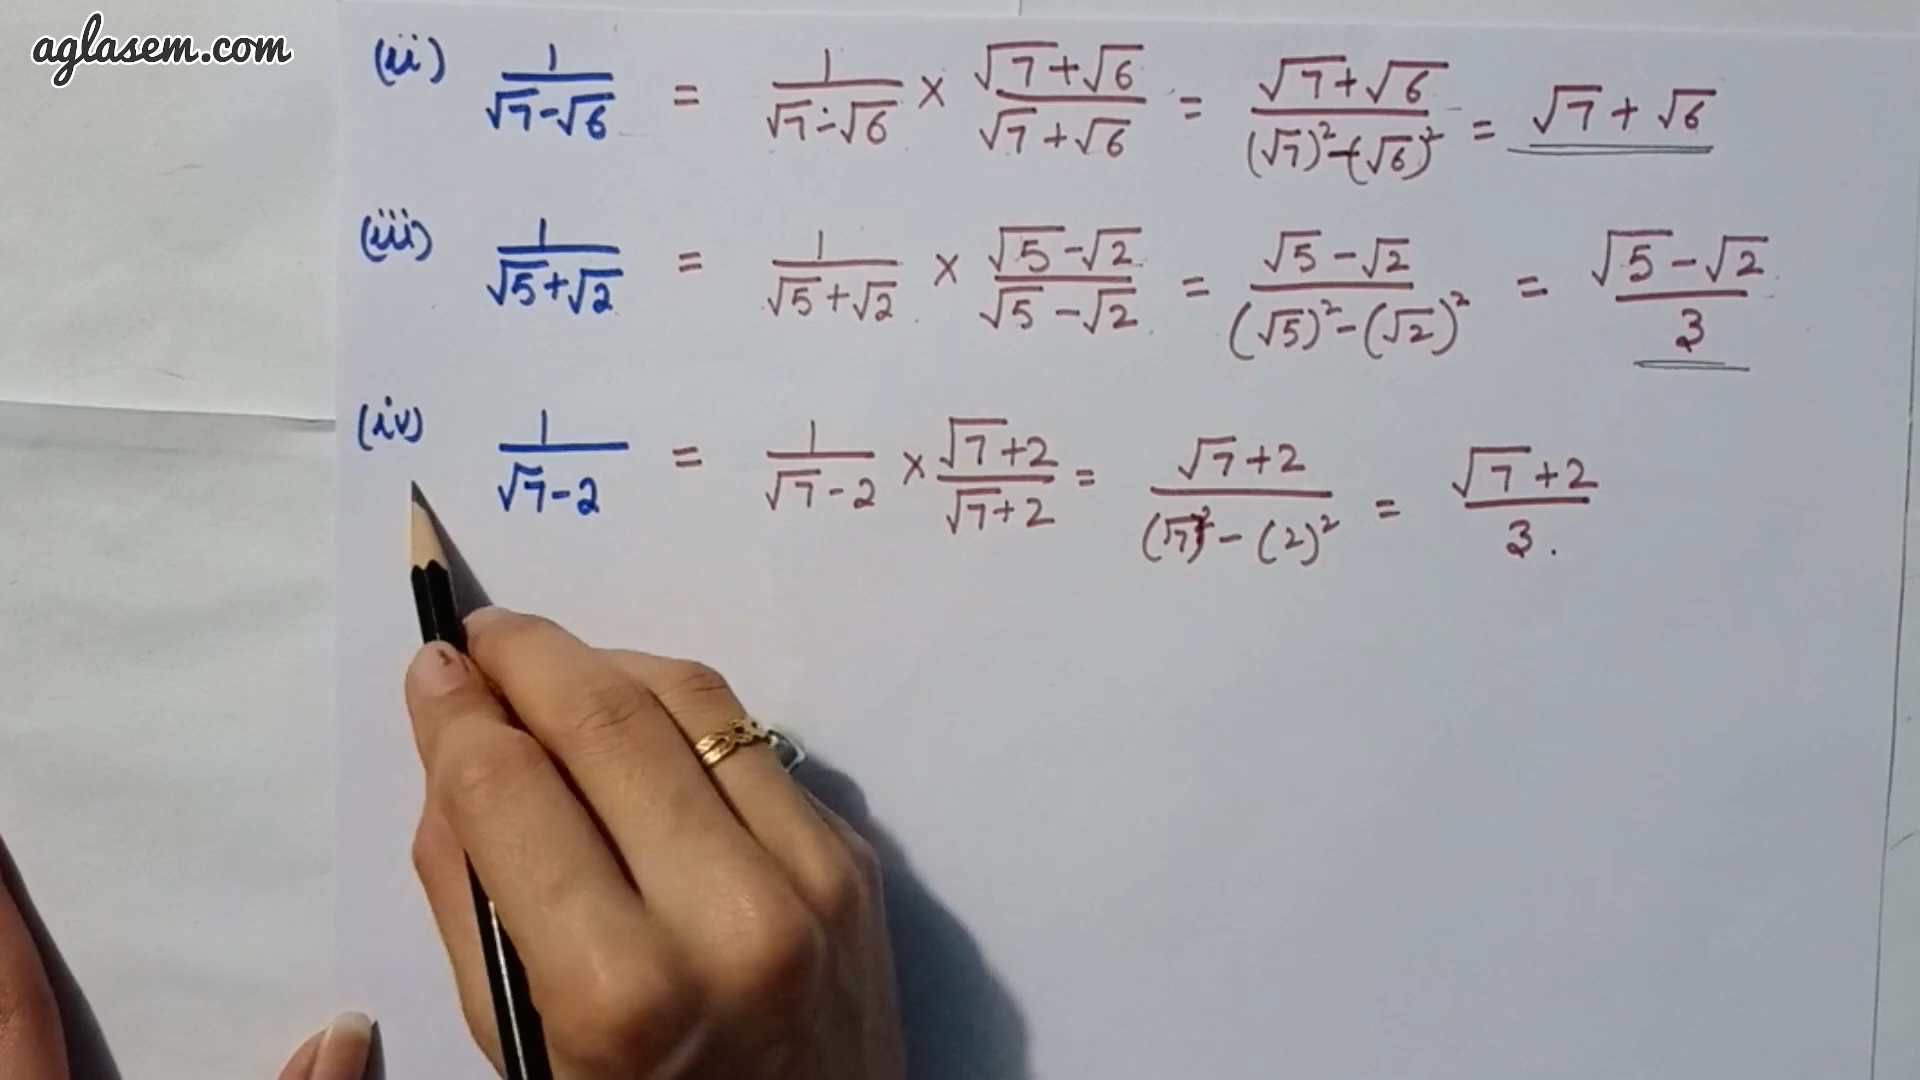 aglasem.com
(ii) 1/(√7-√6) = 1/(√7-√6) × (√7+√6)/(√7+√6) = (√7+√6)/((√7)²-(√6)²) = √7+√6
(iii) 1/(√5+√2) = 1/(√5+√2) × (√5-√2)/(√5-√2) = (√5-√2)/((√5)²-(√2)²) = (√5-√2)/3
(iv) 1/(√7-2) = 1/(√7-2) × (√7+2)/(√7+2) = (√7+2)/((√7)²-(2)²) = (√7+2)/3.